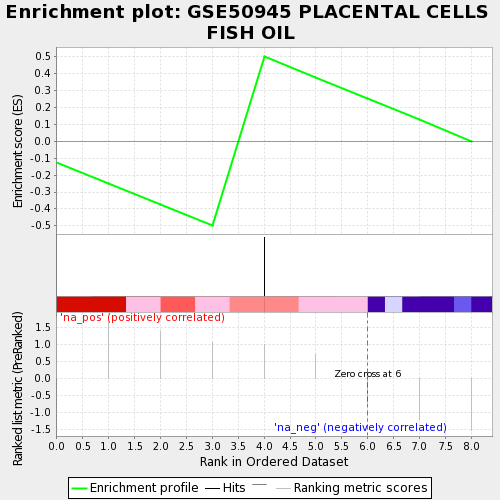 Enrichment plot: GSE50945 PLACENTAL CELLS
FISH OIL
Enrichment score (ES)
0.5
0.4
0.3
0.2
0.1
0.0
-0.1
-0.2
-0.3
-0.4
-0.5
Ranked list metric (PreRanked)
1.5
1.0
0.5
0.0
-0.5
-1.0
-1.5
'na_pos' (positively correlated)
Zero cross at 6
'na_neg' (negatively correlated)
0.0 0.5 1.0 1.5 2.0 2.5 3.0 3.5 4.0 4.5 5.0 5.5 6.0 6.5 7.0 7.5 8.0
Rank in Ordered Dataset
Enrichment profile Hits Ranking metric scores